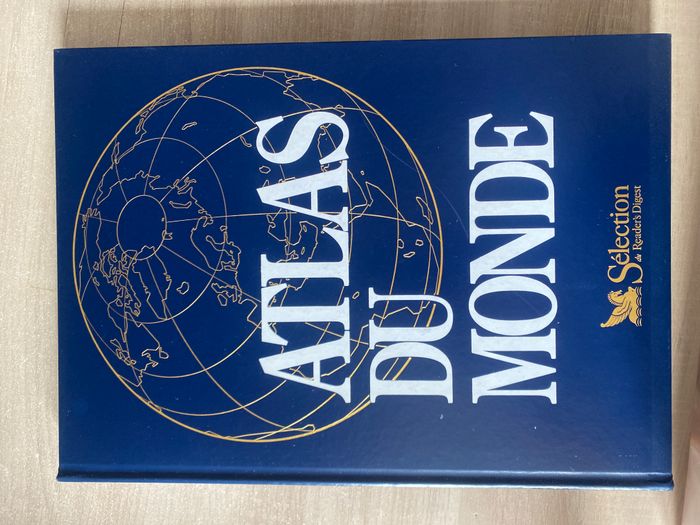 ATLAS
DU
MONDE
Sélection
du Reader's Digest